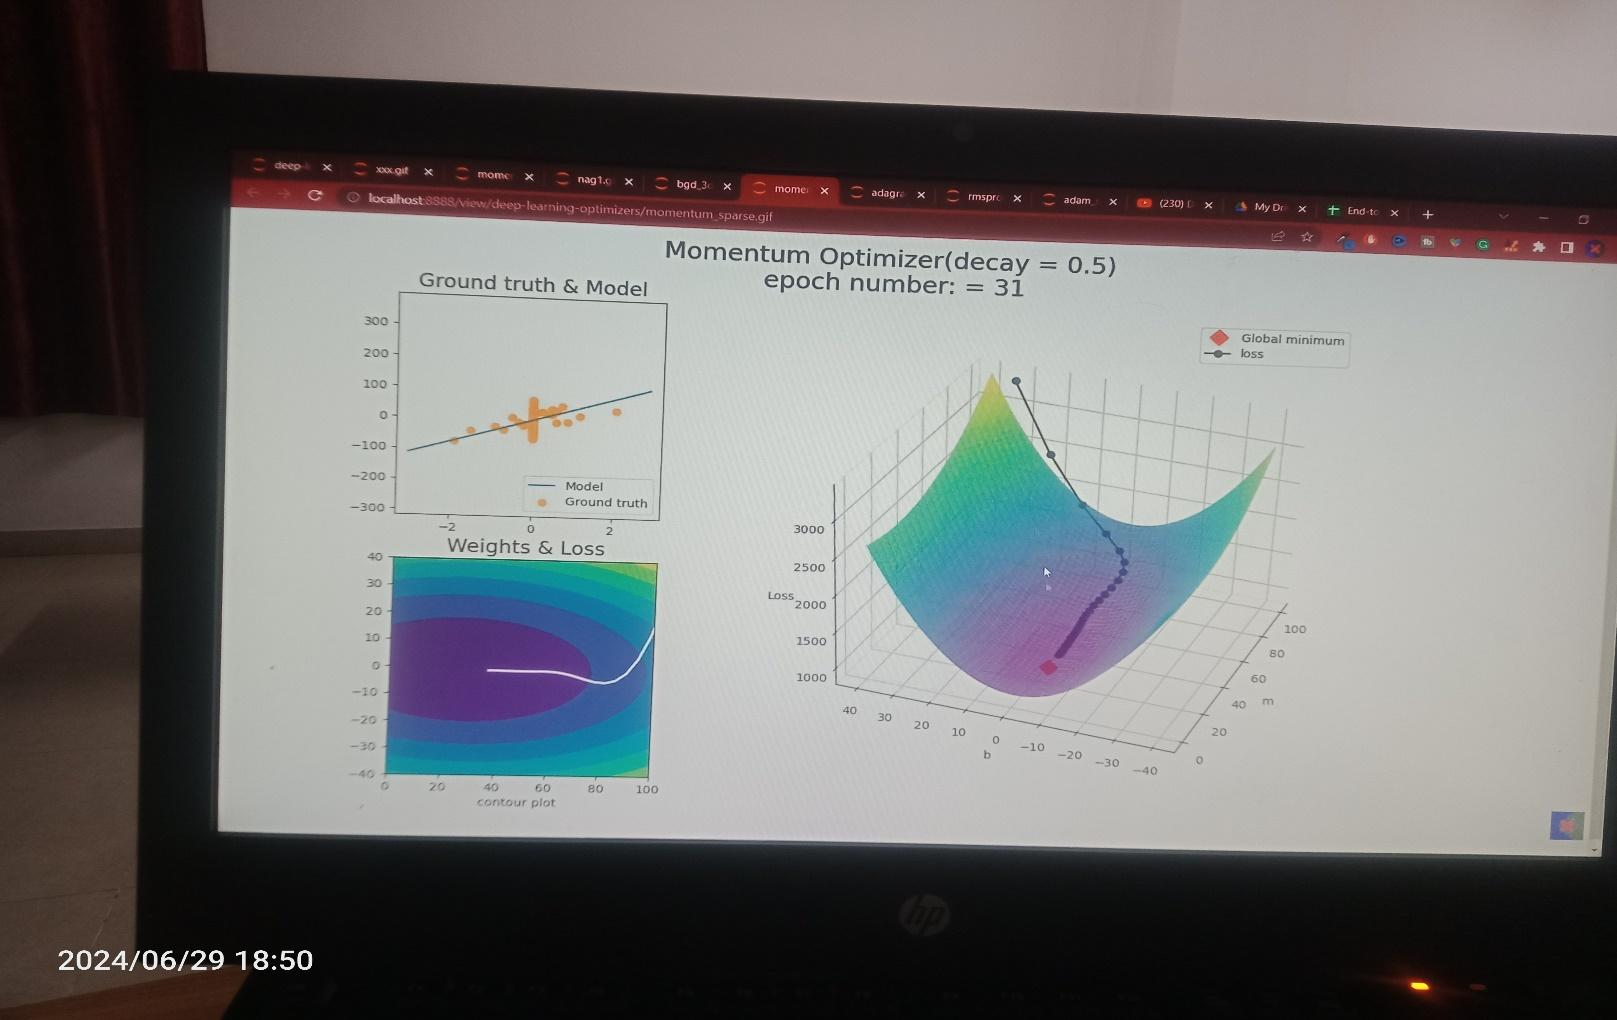 deep
xxx.gif
mome
nag1.g
bgd_3
mome
adagra
rmspro
adam_
(230)
My Dr
End-to
localhost:8888/view/deep-learning-optimizers/momentum_sparse.gif
Momentum Optimizer(decay = 0.5)
epoch number: = 31
Ground truth & Model
300
200
100
0
−100
−200
−300
Model
Ground truth
−2 0 2
Weights & Loss
40
30
20
10
0
−10
−20
−30
−40
0 20 40 60 80 100
contour plot
Global minimum
loss
3000
2500
Loss 2000
1500
1000
40 30 20 10 0 −10 −20 −30 −40
b
100
80
60
40 m
20
0
hp
2024/06/29 18:50